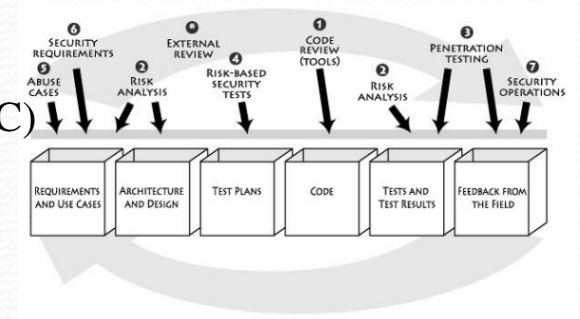 C)
6
SECURITY
REQUIREMENTS
5
ABUSE
CASES
2
RISK
ANALYSIS
*
EXTERNAL
REVIEW
4
RISK-BASED
SECURITY
TESTS
1
CODE
REVIEW
(TOOLS)
2
RISK
ANALYSIS
3
PENETRATION
TESTING
7
SECURITY
OPERATIONS
REQUIREMENTS
AND USE CASES
ARCHITECTURE
AND DESIGN
TEST PLANS
CODE
TESTS AND
TEST RESULTS
FEEDBACK FROM
THE FIELD